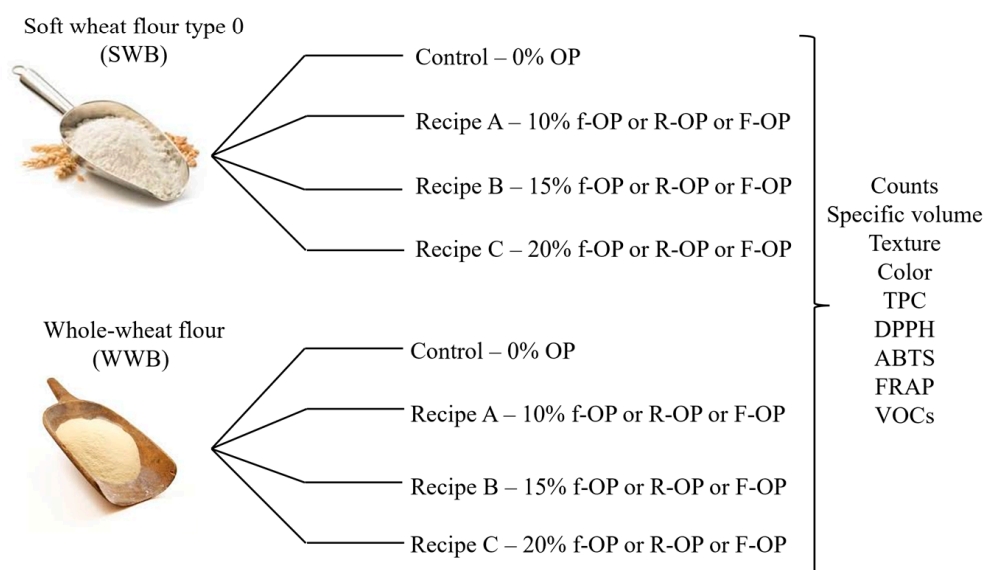 Soft wheat flour type 0
(SWB)
Control – 0% OP
Recipe A – 10% f-OP or R-OP or F-OP
Recipe B – 15% f-OP or R-OP or F-OP
Recipe C – 20% f-OP or R-OP or F-OP
Whole-wheat flour
(WWB)
Control – 0% OP
Recipe A – 10% f-OP or R-OP or F-OP
Recipe B – 15% f-OP or R-OP or F-OP
Recipe C – 20% f-OP or R-OP or F-OP
Counts
Specific volume
Texture
Color
TPC
DPPH
ABTS
FRAP
VOCs